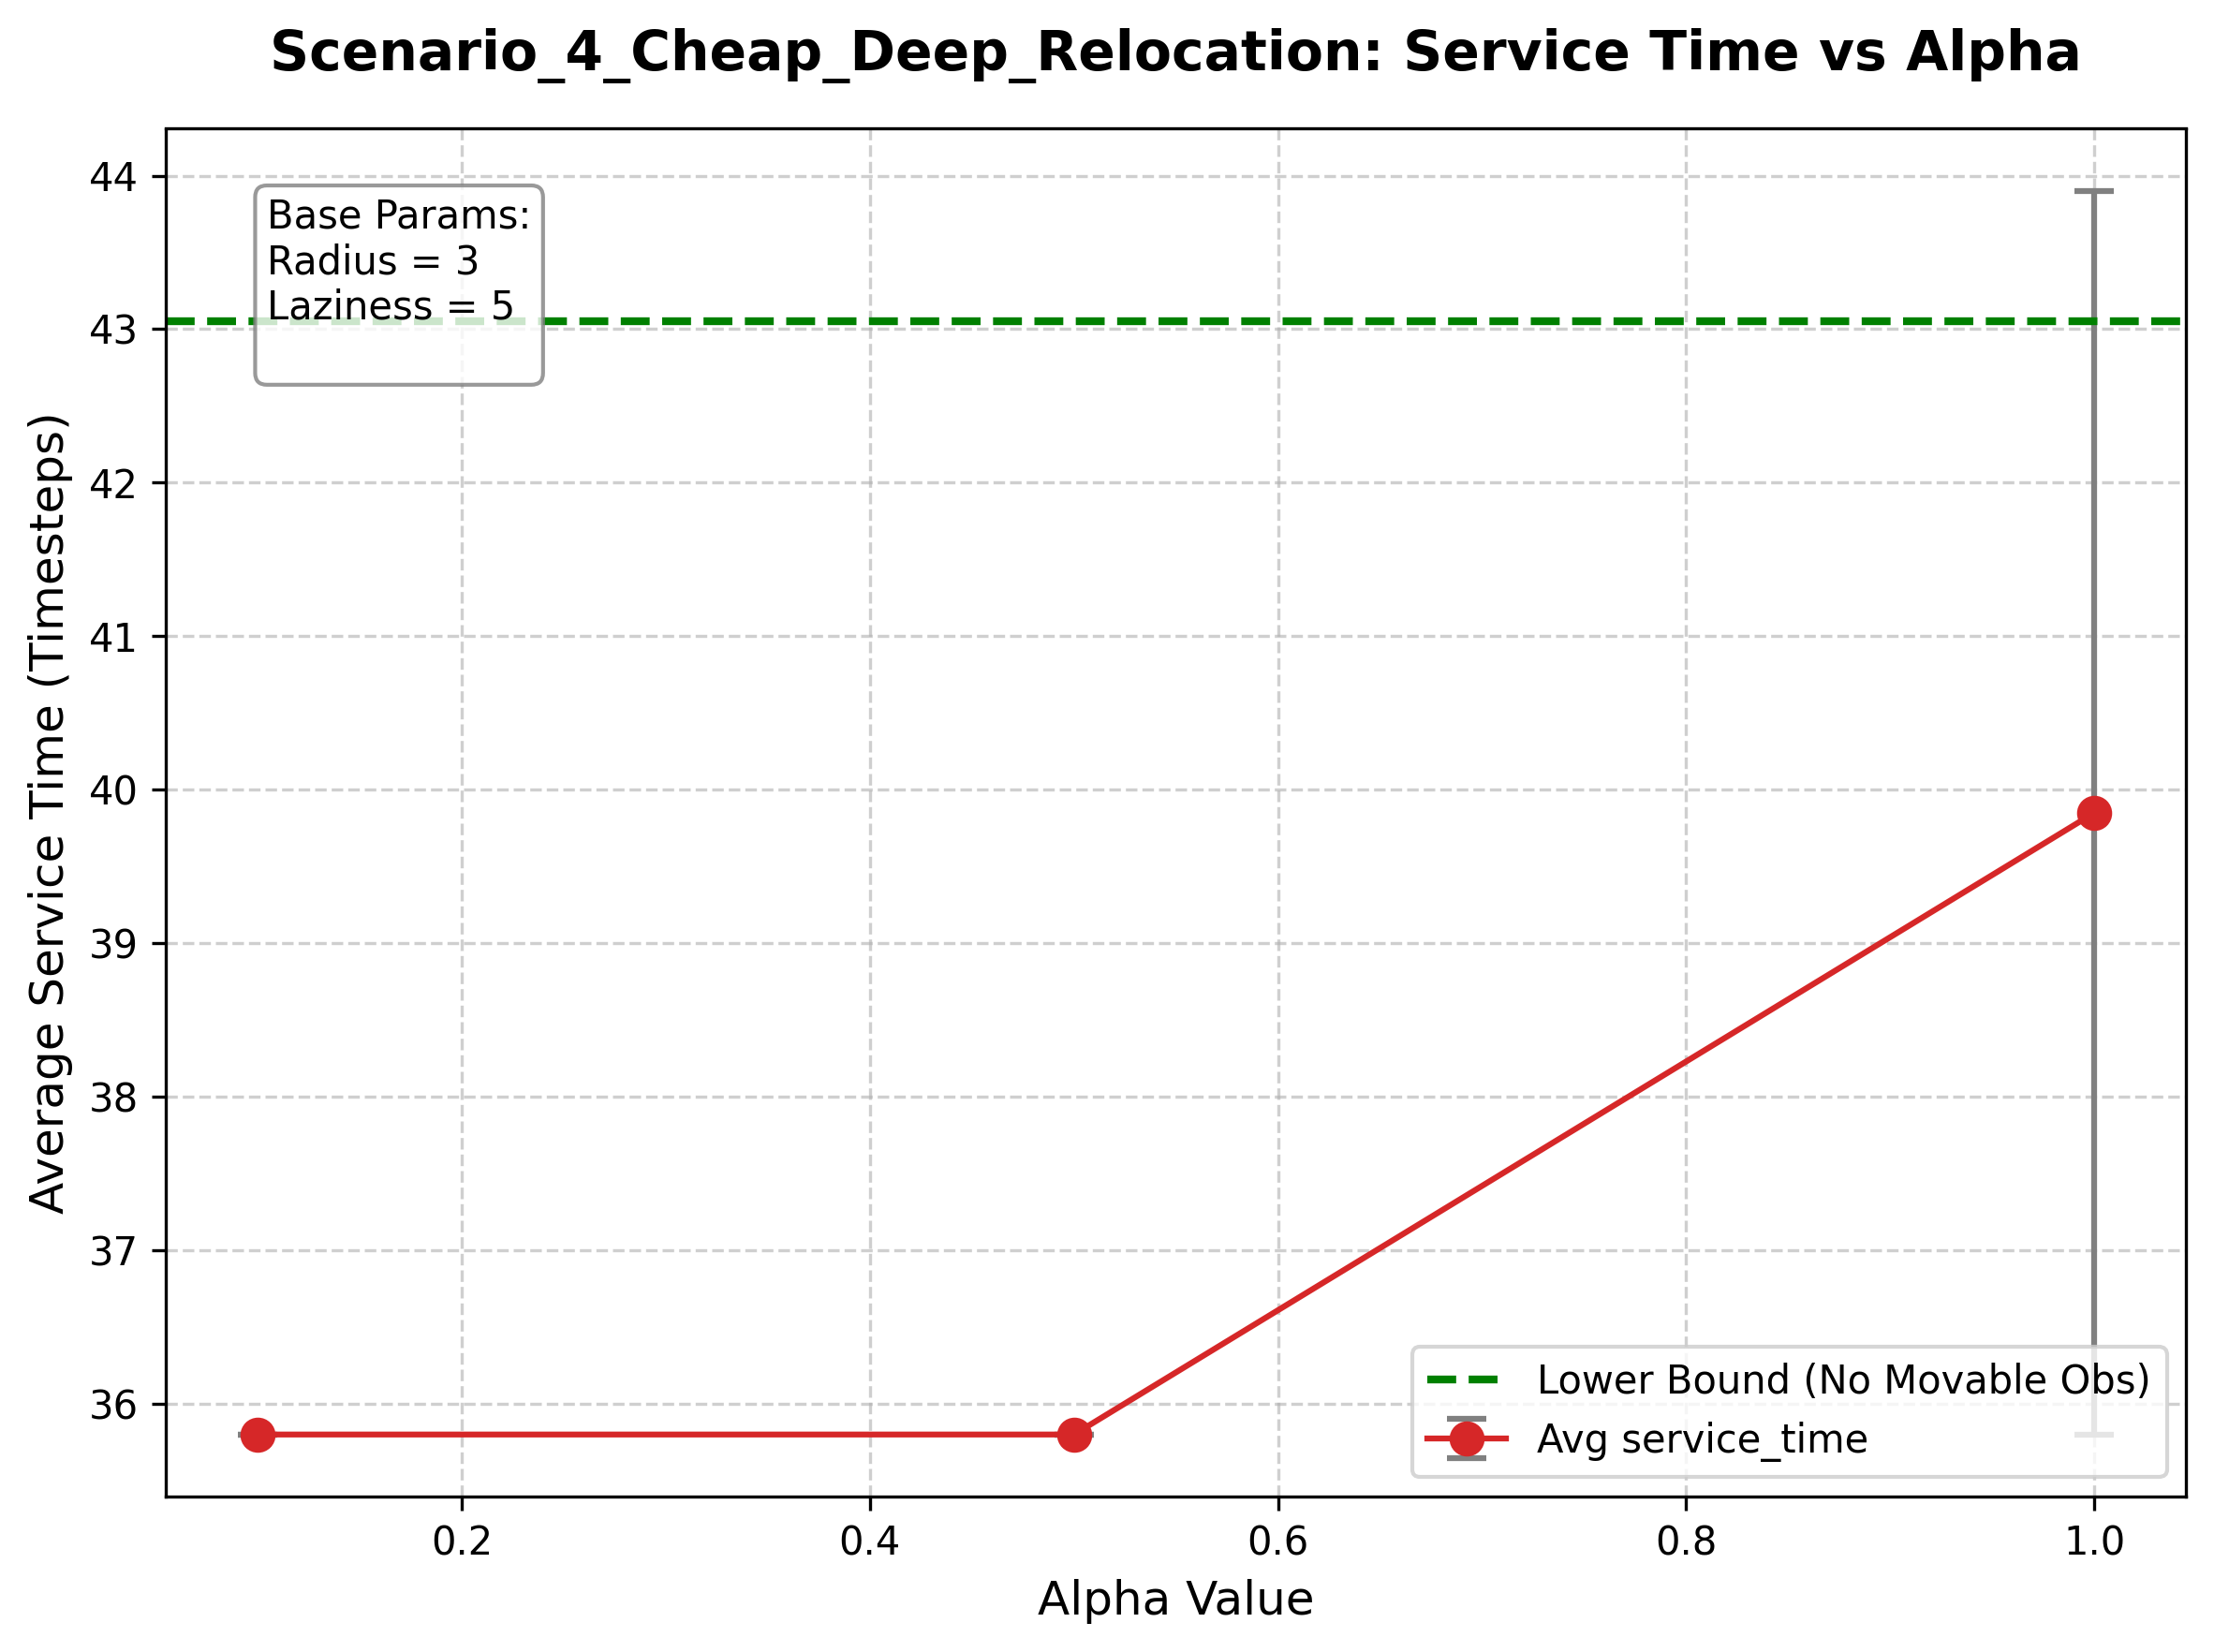 Scenario_4_Cheap_Deep_Relocation: Service Time vs Alpha
Average Service Time (Timesteps)
44
43
42
41
40
39
38
37
36
Base Params:
Radius = 3
Laziness = 5
Lower Bound (No Movable Obs)
Avg service_time
0.2
0.4
0.6
0.8
1.0
Alpha Value